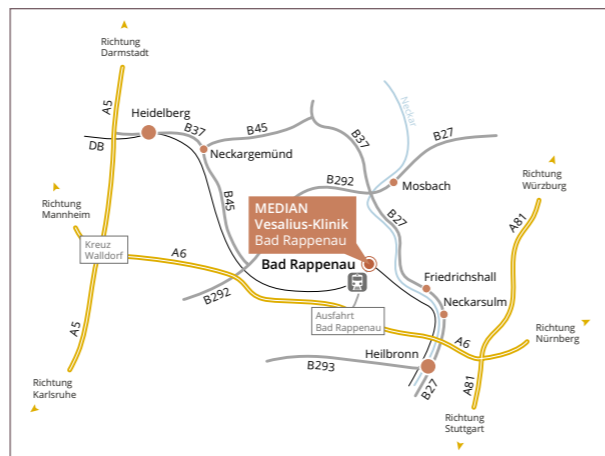 Richtung
Darmstadt
A5
Heidelberg
DB
B37
B45
Neckargemünd
B45
B37
Neckar
B27
B292
Mosbach
B27
Richtung
Würzburg
A81
Richtung
Mannheim
Kreuz
Walldorf
A6
MEDIAN
Vesalius-Klinik
Bad Rappenau
Bad Rappenau
B292
Friedrichshall
Neckarsulm
Ausfahrt
Bad Rappenau
A5
A6
Richtung
Nürnberg
Heilbronn
B293
B27
A81
Richtung
Karlsruhe
Richtung
Stuttgart